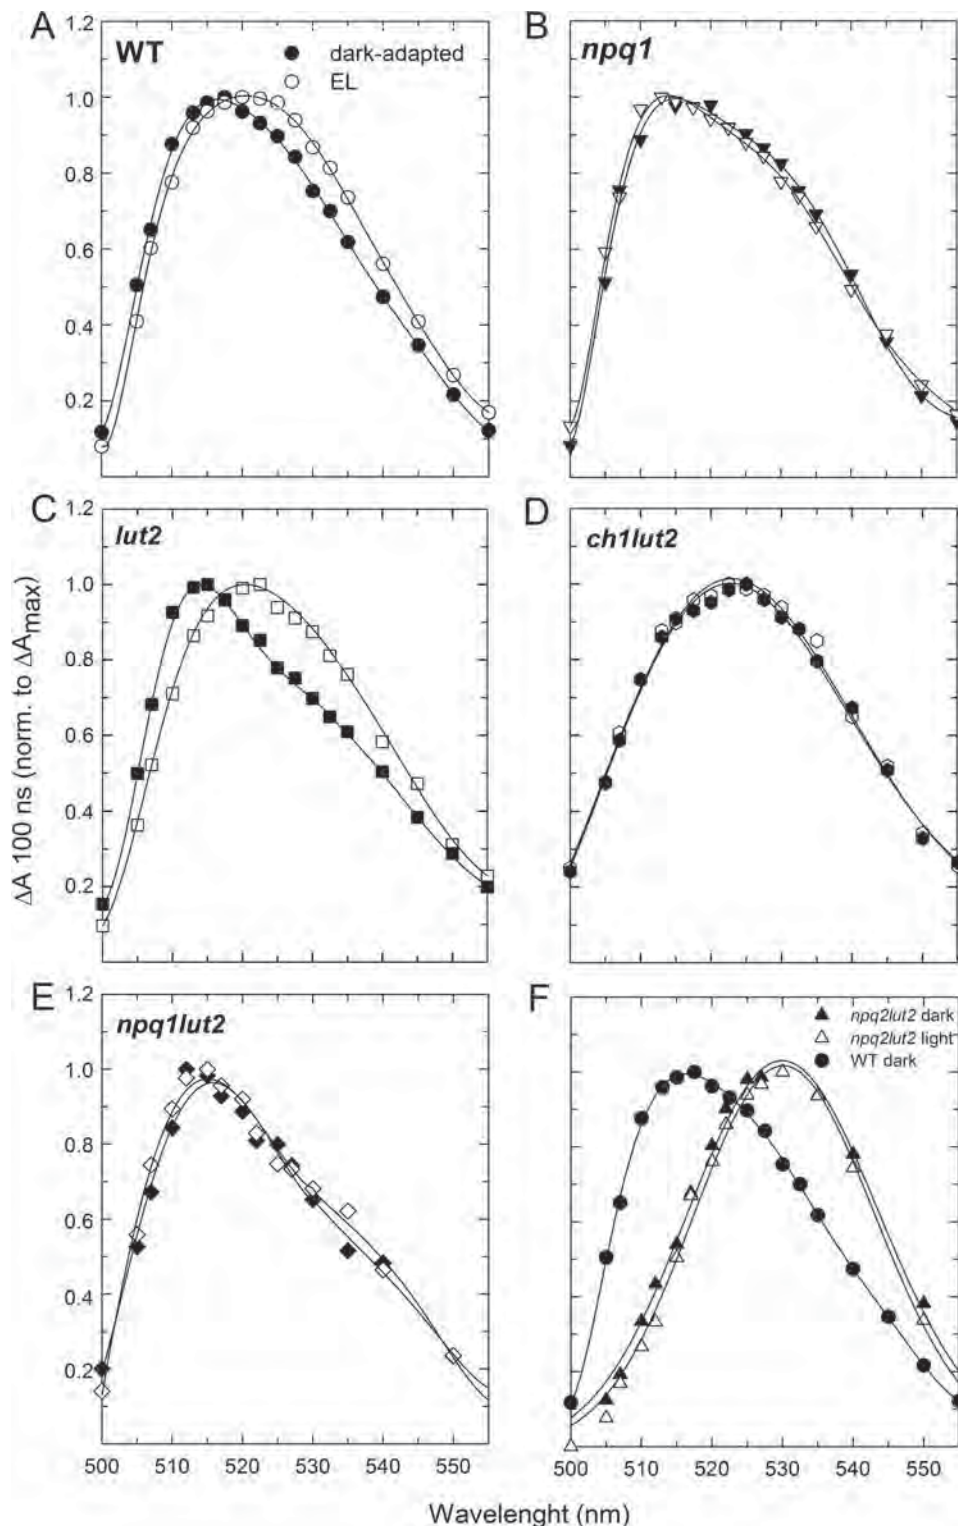 A
WT
dark-adapted
EL
1.2
1.0
0.8
0.6
0.4
0.2
B
npq1
C
lut2
1.2
1.0
0.8
0.6
0.4
0.2
D
ch1lut2
E
npq1lut2
1.2
1.0
0.8
0.6
0.4
0.2
500 510 520 530 540 550
F
npq2lut2 dark
npq2lut2 light
WT dark
500 510 520 530 540 550
ΔA 100 ns (norm. to ΔAmax)
Wavelenght (nm)